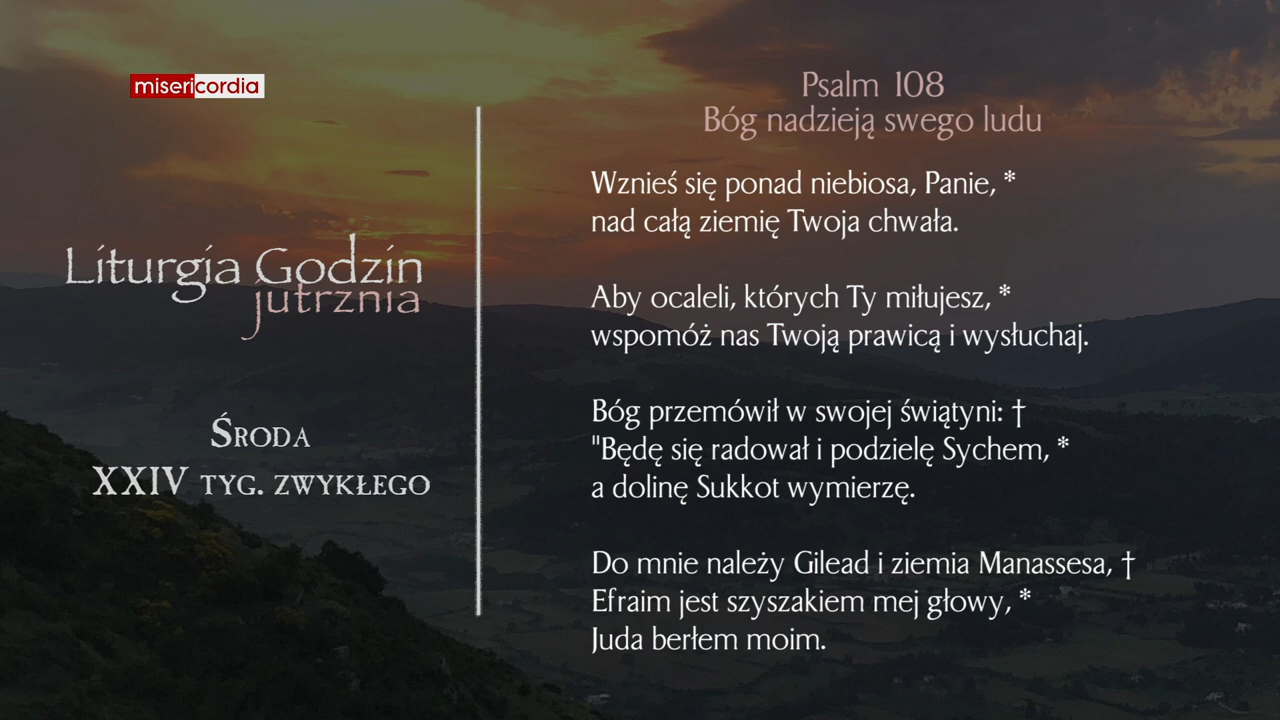 misericordia
Liturgia Godzin
jutrznia
Środa
XXIV tyg. zwykłego
Psalm 108
Bóg nadzieją swego ludu
Wznieś się ponad niebiosa, Panie, *
nad całą ziemię Twoja chwała.
Aby ocaleli, których Ty miłujesz, *
wspomóż nas Twoją prawicą i wysłuchaj.
Bóg przemówił w swojej świątyni: †
"Będę się radował i podzielę Sychem, *
a dolinę Sukkot wymierzę.
Do mnie należy Gilead i ziemia Manassesa, †
Efraim jest szyszakiem mej głowy, *
Juda berłem moim.